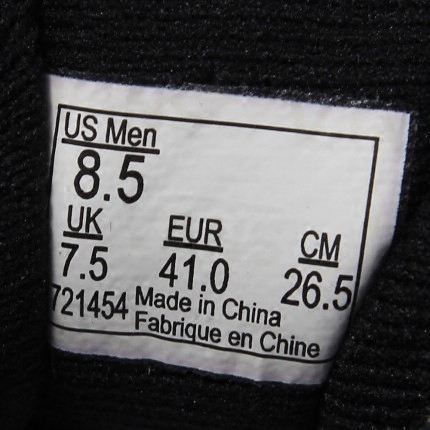 US Men
8.5
UK EUR CM
7.5 41.0 26.5
721454 Made in China
Fabrique en Chine